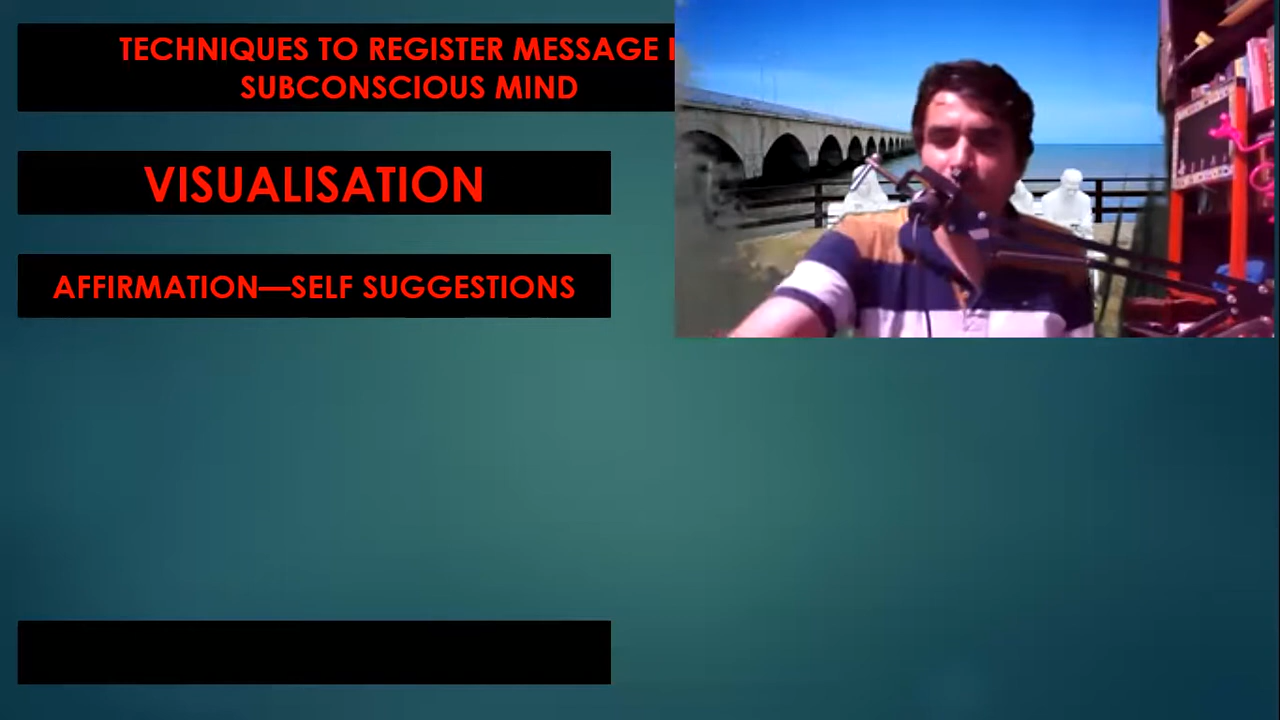 TECHNIQUES TO REGISTER MESSAGE
SUBCONSCIOUS MIND
VISUALISATION
AFFIRMATION—SELF SUGGESTIONS